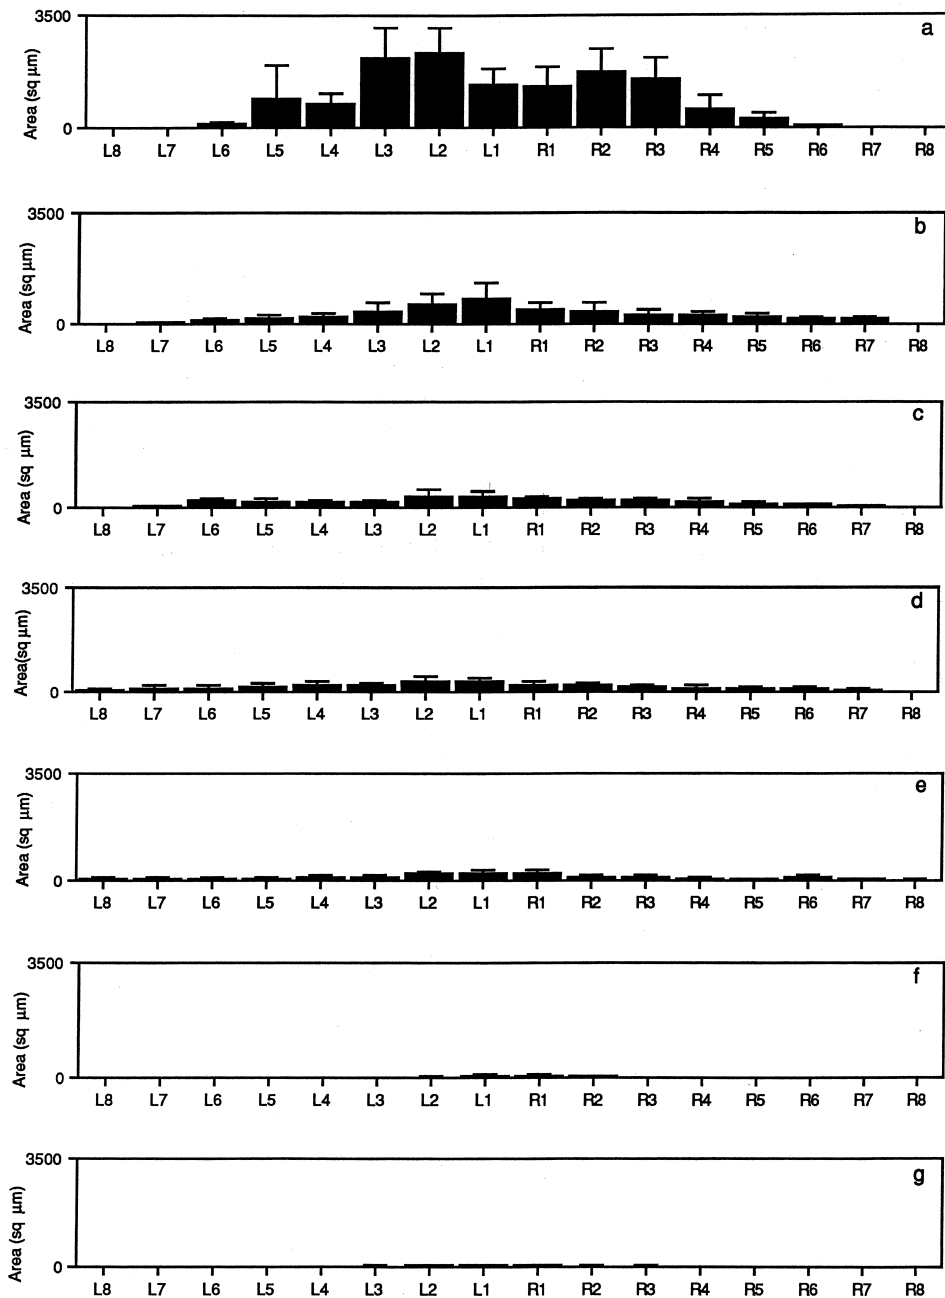 3500
a
Area (sq μm)
0
L8 L7 L6 L5 L4 L3 L2 L1 R1 R2 R3 R4 R5 R6 R7 R8
3500
b
Area (sq μm)
0
L8 L7 L6 L5 L4 L3 L2 L1 R1 R2 R3 R4 R5 R6 R7 R8
3500
c
Area (sq μm)
0
L8 L7 L6 L5 L4 L3 L2 L1 R1 R2 R3 R4 R5 R6 R7 R8
3500
d
Area(sq μm)
0
L8 L7 L6 L5 L4 L3 L2 L1 R1 R2 R3 R4 R5 R6 R7 R8
3500
e
Area (sq μm)
0
L8 L7 L6 L5 L4 L3 L2 L1 R1 R2 R3 R4 R5 R6 R7 R8
3500
f
Area (sq μm)
0
L8 L7 L6 L5 L4 L3 L2 L1 R1 R2 R3 R4 R5 R6 R7 R8
3500
g
Area (sq μm)
0
L8 L7 L6 L5 L4 L3 L2 L1 R1 R2 R3 R4 R5 R6 R7 R8